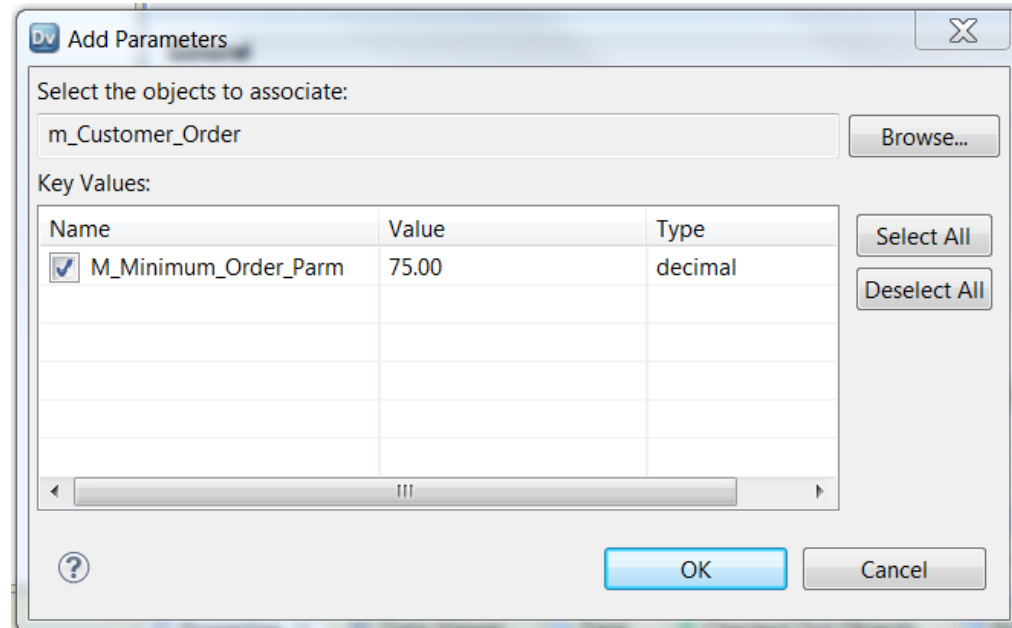 Dv Add Parameters
Select the objects to associate:
m_Customer_Order
Browse...
Key Values:
Name Value Type
Select All
M_Minimum_Order_Parm 75.00 decimal
Deselect All
OK Cancel